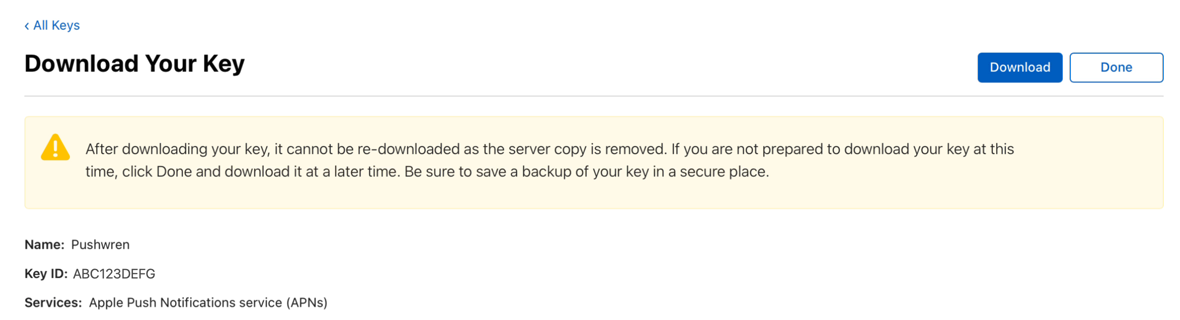 ‹ All Keys
Download Your Key
Download
Done
After downloading your key, it cannot be re-downloaded as the server copy is removed. If you are not prepared to download your key at this
time, click Done and download it at a later time. Be sure to save a backup of your key in a secure place.
Name: Pushwren
Key ID: ABC123DEFG
Services: Apple Push Notifications service (APNs)